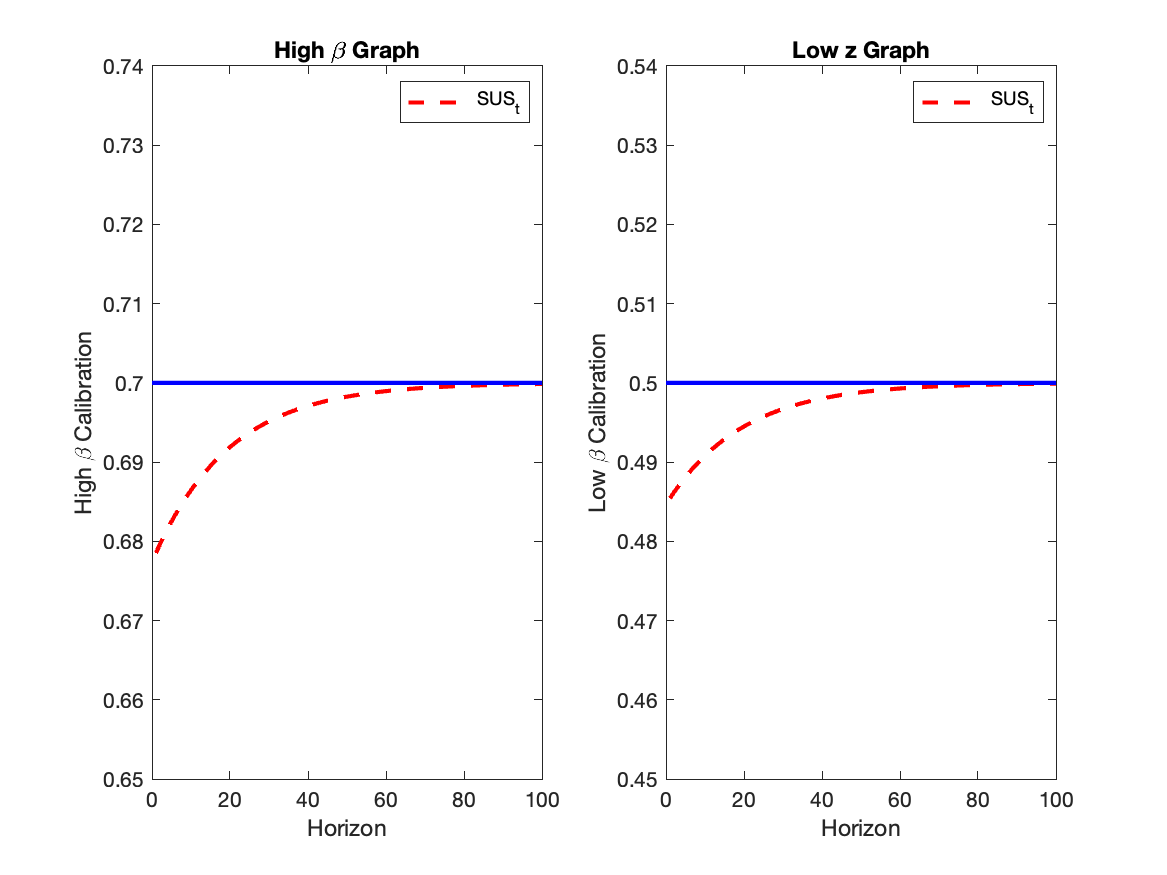 High β Graph
SUS_t
0.74
0.73
0.72
0.71
0.7
0.69
0.68
0.67
0.66
0.65
High β Calibration
0 20 40 60 80 100
Horizon
Low z Graph
SUS_t
0.54
0.53
0.52
0.51
0.5
0.49
0.48
0.47
0.46
0.45
Low β Calibration
0 20 40 60 80 100
Horizon